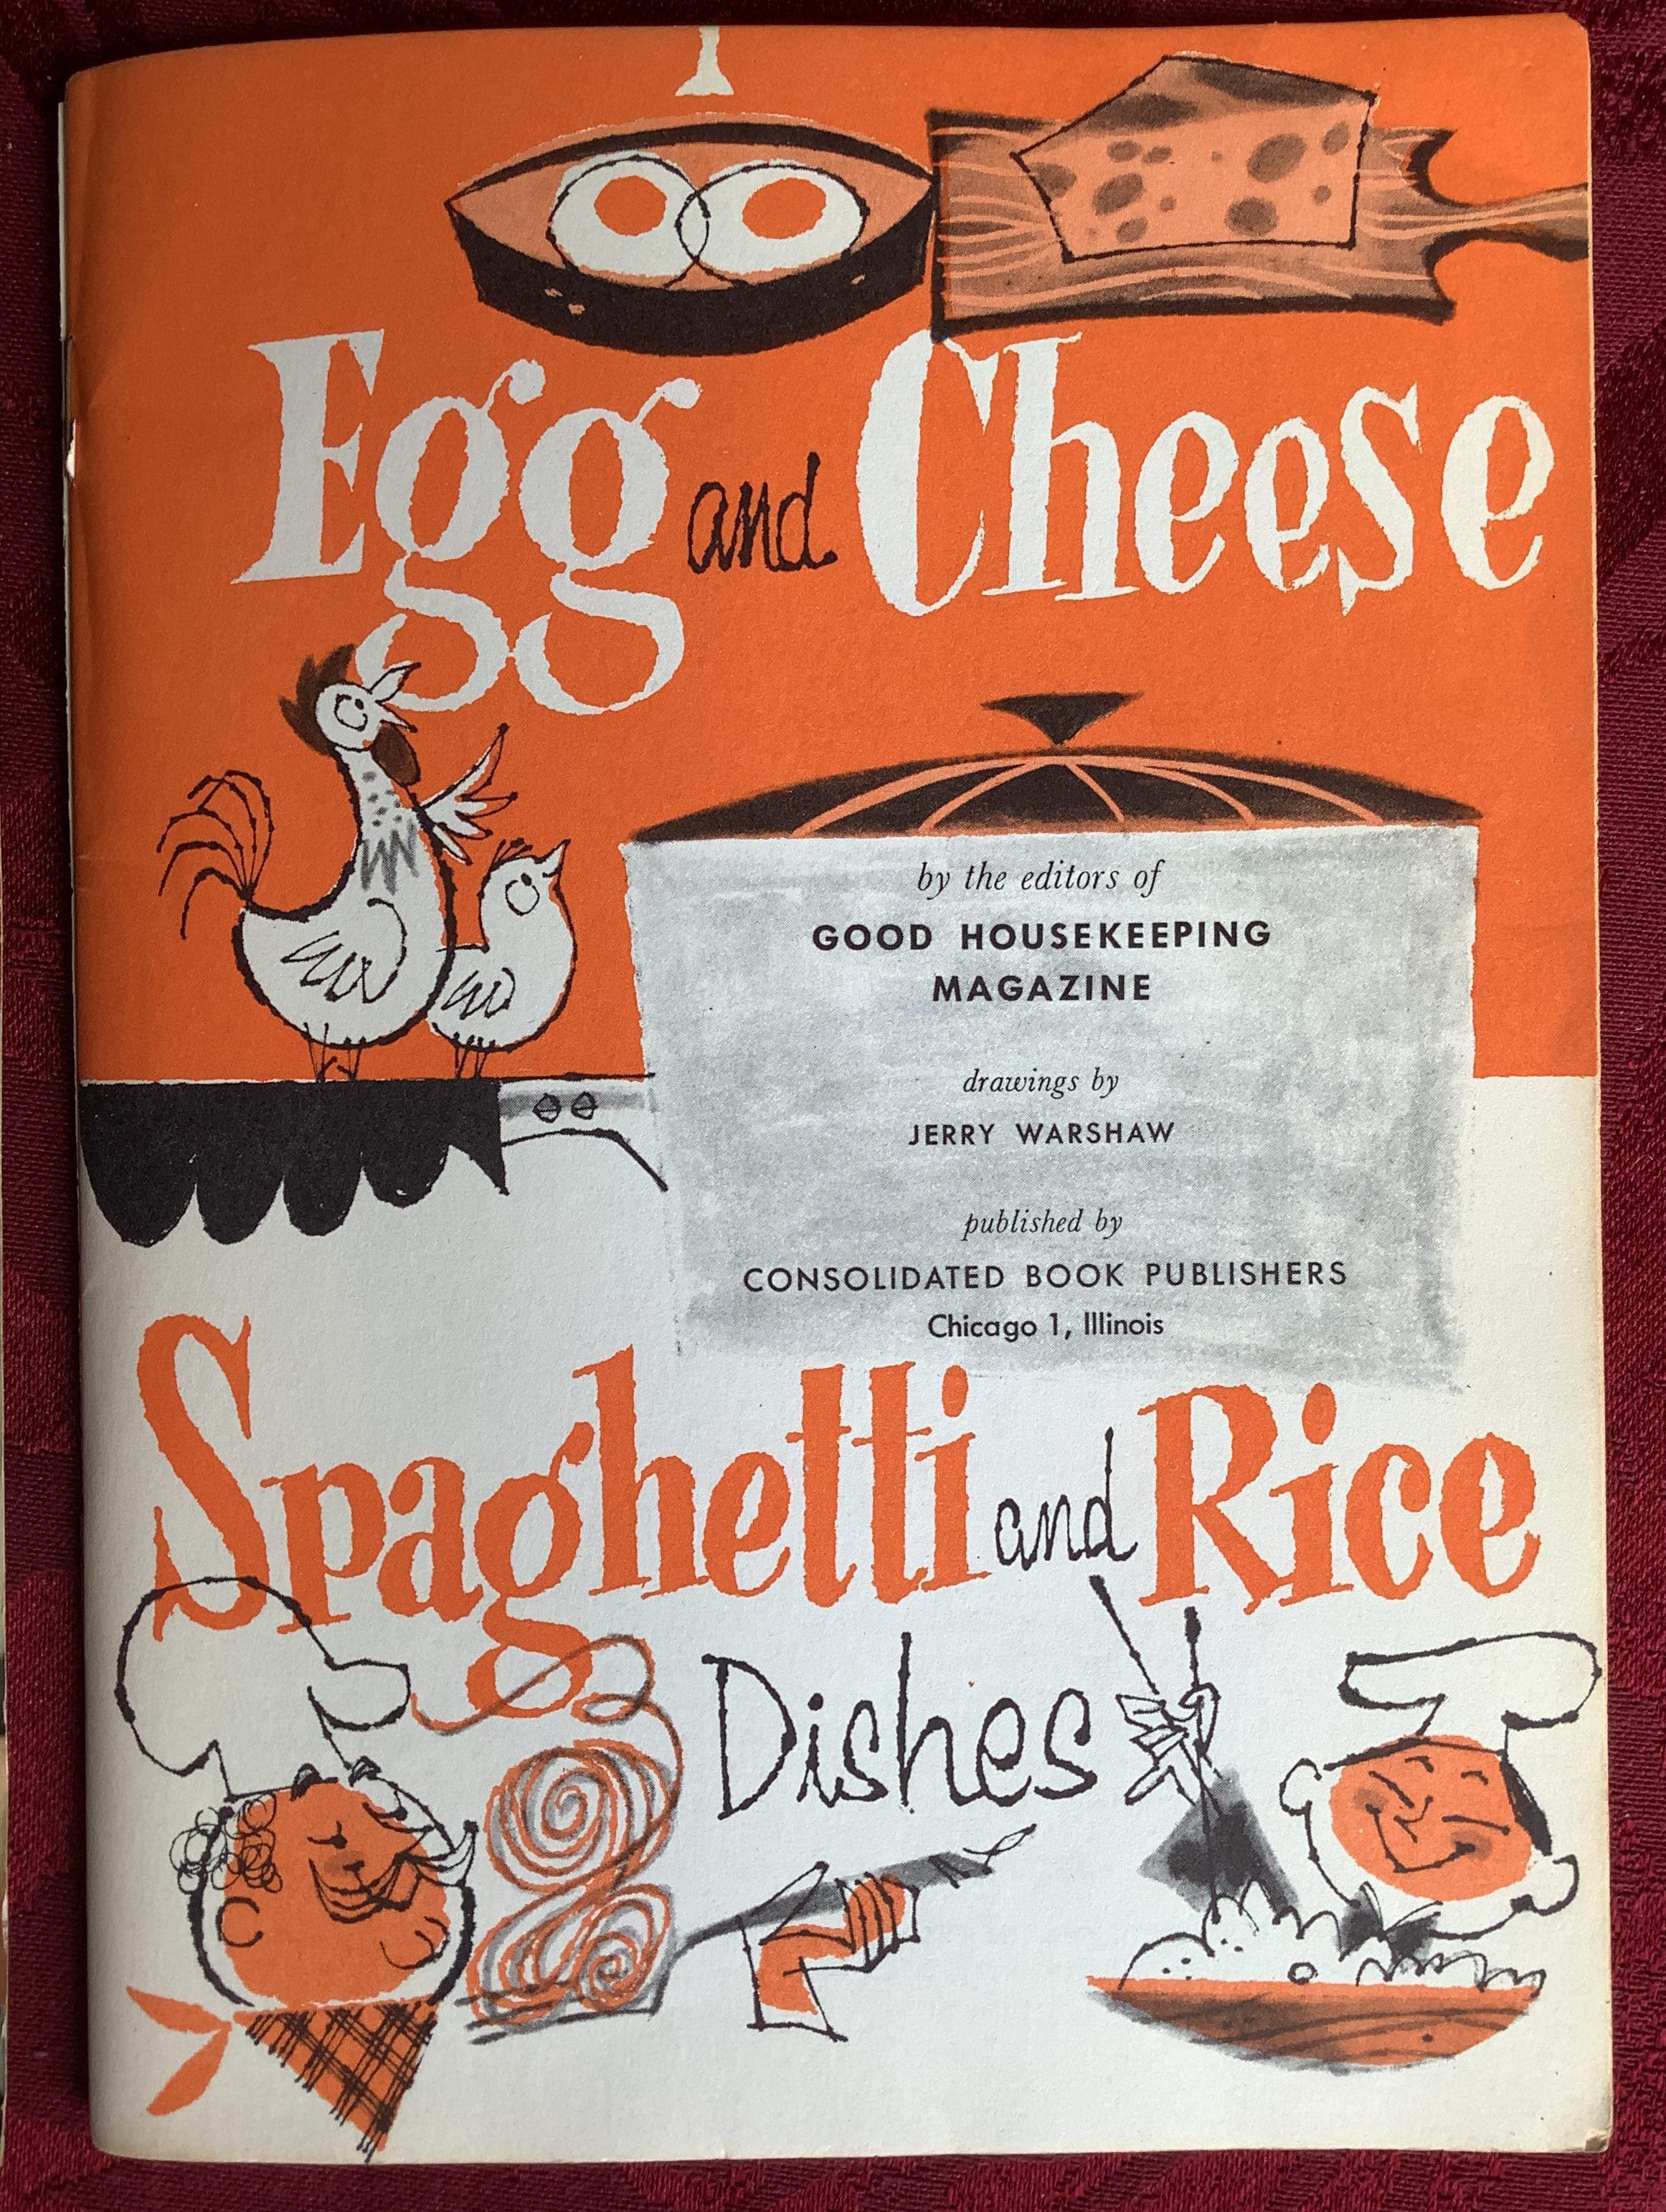 Egg and Cheese
by the editors of
GOOD HOUSEKEEPING
MAGAZINE
drawings by
JERRY WARSHAW
published by
CONSOLIDATED BOOK PUBLISHERS
Chicago 1, Illinois
Spaghetti and Rice
Dishes